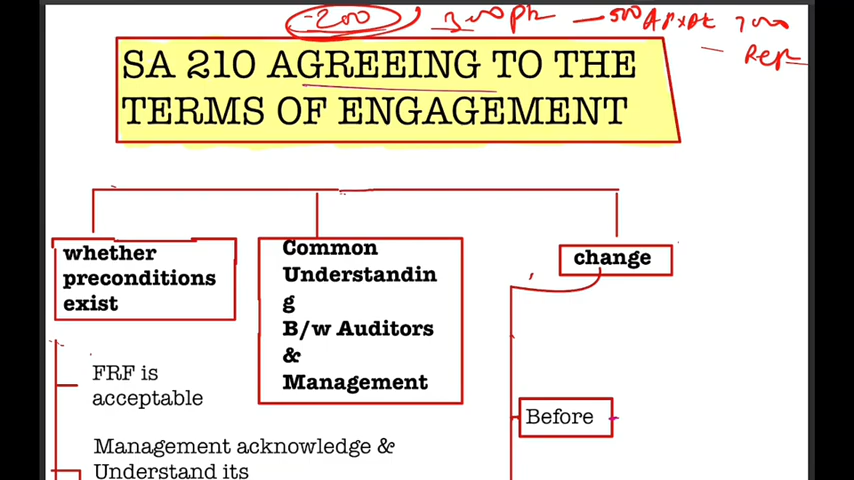 -200
SA 210 AGREEING TO THE
TERMS OF ENGAGEMENT
whether
preconditions
exist
Common
Understandin
g
B/w Auditors
&
Management
change
FRF is
acceptable
Before
Management acknowledge &
Understand its